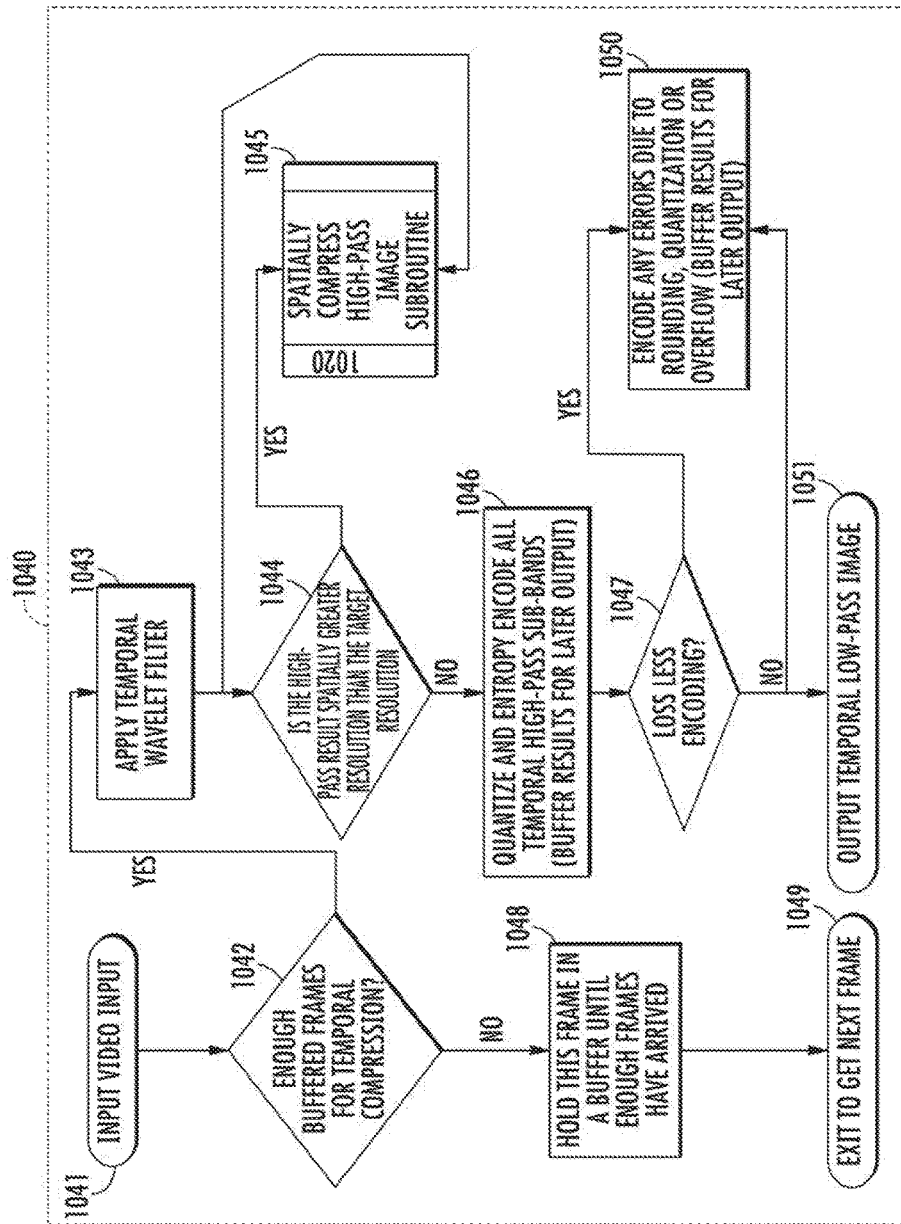 1040
1041
INPUT VIDEO INPUT
1042
ENOUGH
BUFFERED FRAMES
FOR TEMPORAL
COMPRESSION?
YES
NO
1048
HOLD THIS FRAME IN
A BUFFER UNTIL
ENOUGH FRAMES
HAVE ARRIVED
1049
EXIT TO GET NEXT FRAME
1043
APPLY TEMPORAL
WAVELET FILTER
1044
IS THE HIGH-
PASS RESULT SPATIALLY GREATER
RESOLUTION THAN THE TARGET
RESOLUTION
YES
NO
1045
1020
SPATIALLY
COMPRESS
HIGH-PASS
IMAGE
SUBROUTINE
1046
QUANTIZE AND ENTROPY ENCODE ALL
TEMPORAL HIGH-PASS SUB-BANDS
(BUFFER RESULTS FOR LATER OUTPUT)
1047
LOSS LESS
ENCODING?
YES
NO
1050
ENCODE ANY ERRORS DUE TO
ROUNDING, QUANTIZATION OR
OVERFLOW (BUFFER RESULTS FOR
LATER OUTPUT)
1051
OUTPUT TEMPORAL LOW-PASS IMAGE